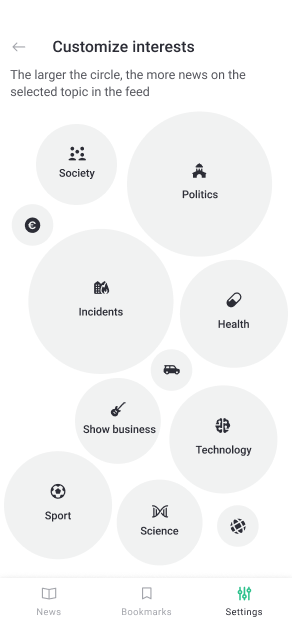 Customize interests
The larger the circle, the more news on the
selected topic in the feed
Society
Politics
Incidents
Health
Show business
Technology
Sport
Science
News
Bookmarks
Settings